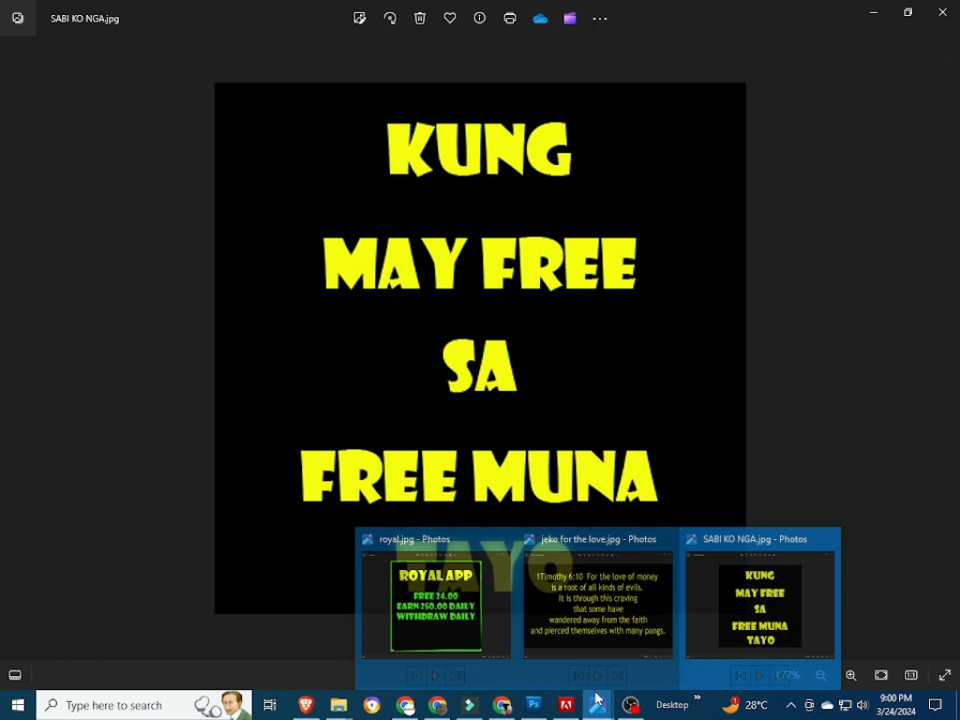 SABI KO NGA.jpg
KUNG
MAY FREE
SA
FREE MUNA
TAYO
royal.jpg - Photos
jeko for the love.jpg - Photos
SABI KO NGA.jpg - Photos
ROYAL APP
FREE 24.00
EARN 250.00 DAILY
WITHDRAW DAILY
1Timothy 6:10 For the love of money
is a root of all kinds of evils.
It is through this craving
that some have
wandered away from the faith
and pierced themselves with many pangs.
KUNG
MAY FREE
SA
FREE MUNA
TAYO
177%
Type here to search
Desktop
28°C
9:00 PM
3/24/2024